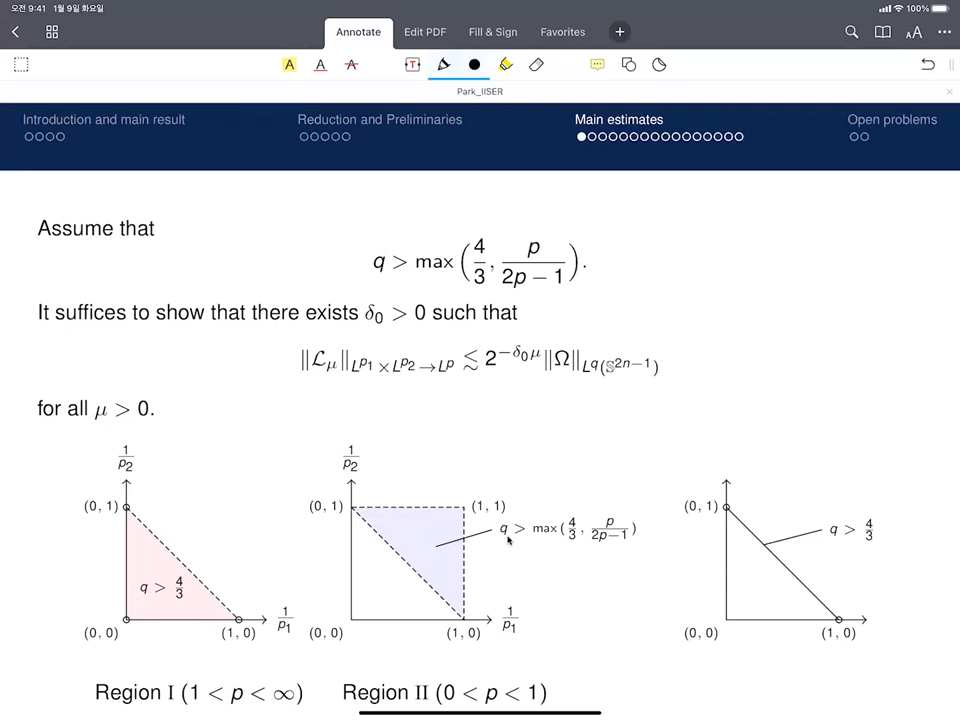 오전 9:41 1월 9일 화요일
100%
Annotate Edit PDF Fill & Sign Favorites
Park_IISER
Introduction and main result Reduction and Preliminaries Main estimates Open problems
Assume that
q > max ( 4/3 , p/(2p − 1) ).
It suffices to show that there exists δ₀ > 0 such that
‖ℒ_μ‖_{L^{p₁} × L^{p₂} → L^p} ≲ 2^{−δ₀μ} ‖Ω‖_{L^q(𝕊^{2n−1})}
for all μ > 0.
1/p₂
(0, 1)
q > 4/3
1/p₁
(0, 0) (1, 0)
1/p₂
(0, 1) (1, 1)
q > max ( 4/3 , p/(2p−1) )
1/p₁
(0, 0) (1, 0)
(0, 1)
q > 4/3
(0, 0) (1, 0)
Region I (1 < p < ∞) Region II (0 < p < 1)